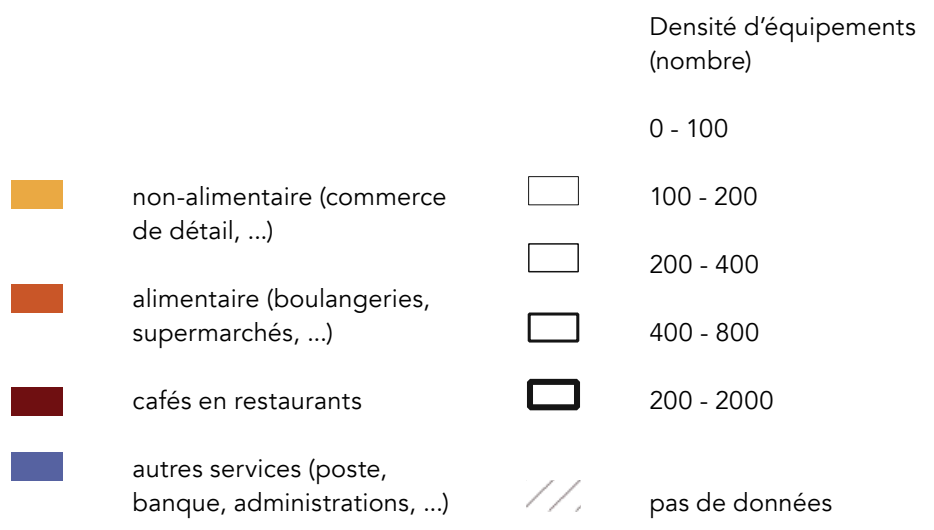 Densité d'équipements
(nombre)
0 - 100
non-alimentaire (commerce
de détail, ...)
100 - 200
200 - 400
alimentaire (boulangeries,
supermarchés, ...)
400 - 800
cafés en restaurants
200 - 2000
autres services (poste,
banque, administrations, ...)
pas de données